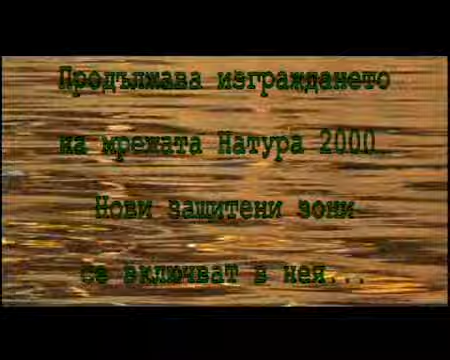 Продължава изграждането
на мрежата Натура 2000.
Нови защитени зони
се включват в нея...